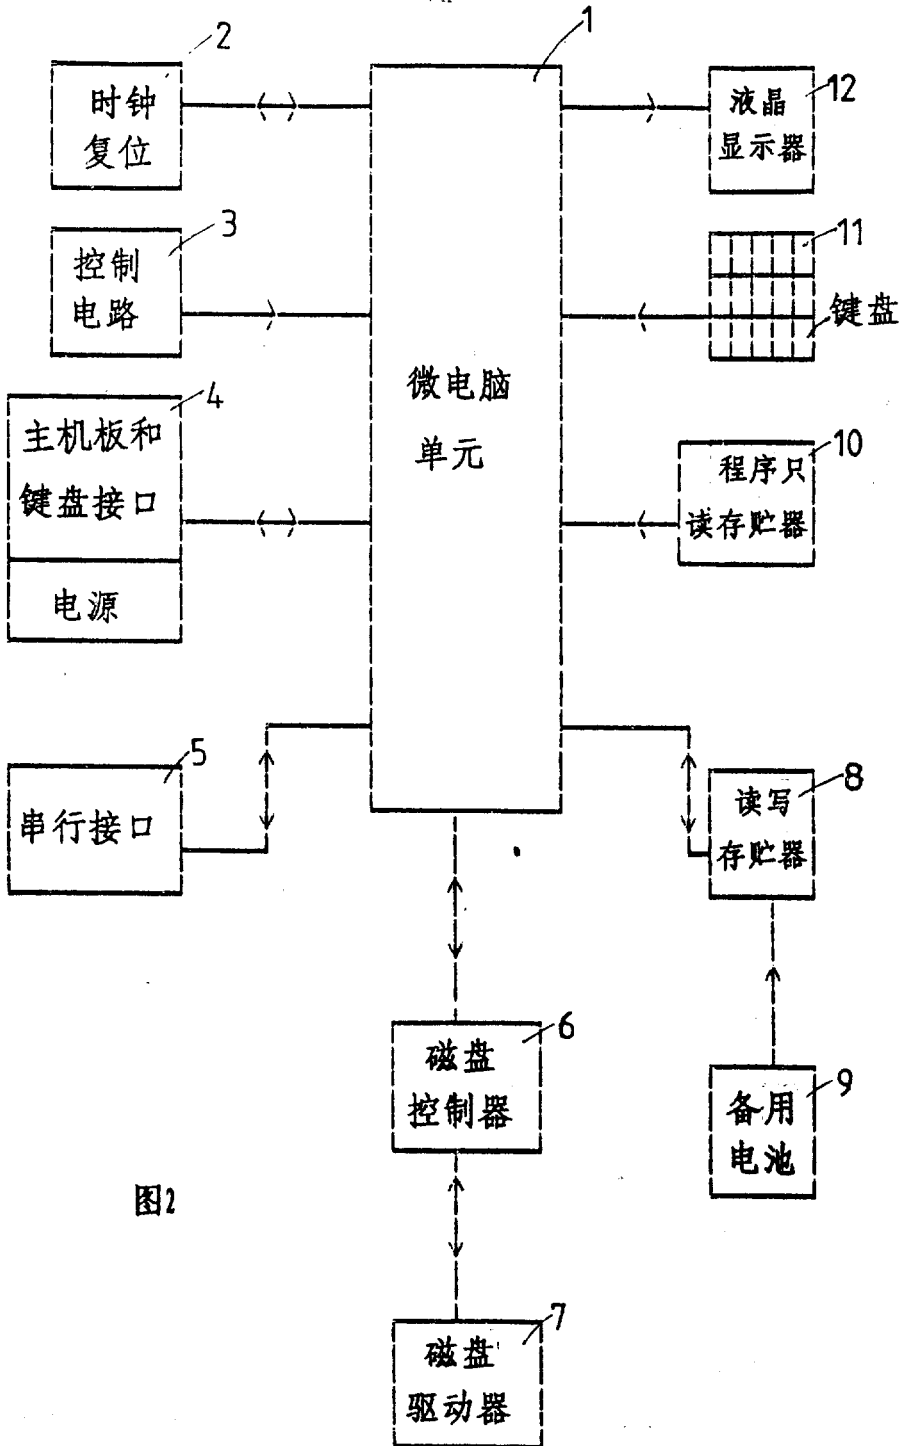 2
时钟
复位
3
控制
电路
4
主机板和
键盘接口
电源
5
串行接口
1
微电脑
单元
12
液晶
显示器
11
键盘
10
程序只
读存贮器
8
读写
存贮器
9
备用
电池
6
磁盘
控制器
7
磁盘
驱动器
图2